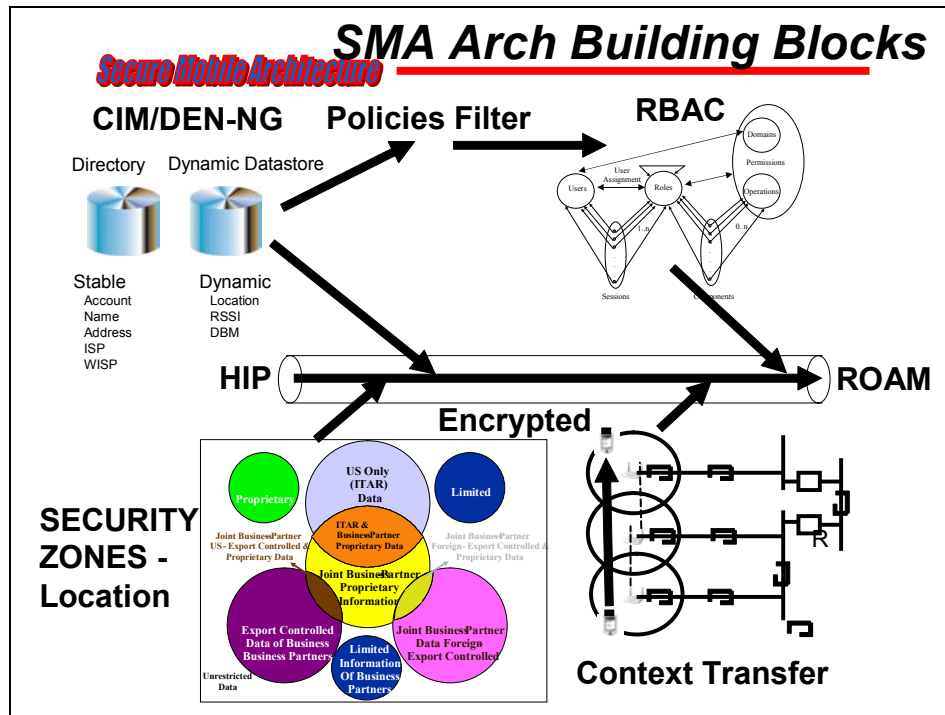 SMA Arch Building Blocks
Secure Mobile Architecture
CIM/DEN-NG
Policies Filter
RBAC
Directory
Dynamic Datastore
Domains
Permissions
User
Assignment
Users
Roles
Operations
1..n
0..n
Sessions
Stable
Account
Name
Address
ISP
WISP
Dynamic
Location
RSSI
DBM
HIP
ROAM
Encrypted
SECURITY
ZONES -
Location
Proprietary
US Only
(ITAR)
Data
Limited
ITAR &
BusinessPartner
Proprietary Data
Joint BusinessPartner
US - Export Controlled &
Proprietary Data
Joint BusinessPartner
Foreign - Export Controlled &
Proprietary Data
Joint Business-Partner
Proprietary
Information
Export Controlled
Data of Business
Business Partners
Joint BusinessPartner
Data Foreign-
Export Controlled
Limited
Information
Of Business
Partners
Unrestricted
Data
R
Context Transfer